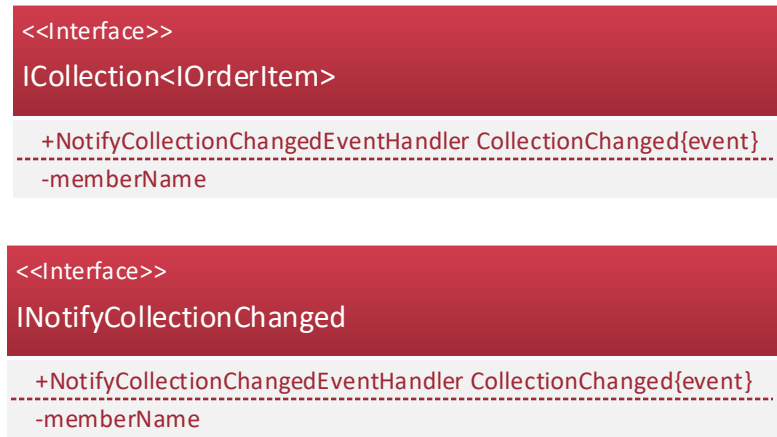 <<Interface>>
ICollection<IOrderItem>
+NotifyCollectionChangedEventHandler CollectionChanged{event}
-memberName
<<Interface>>
INotifyCollectionChanged
+NotifyCollectionChangedEventHandler CollectionChanged{event}
-memberName